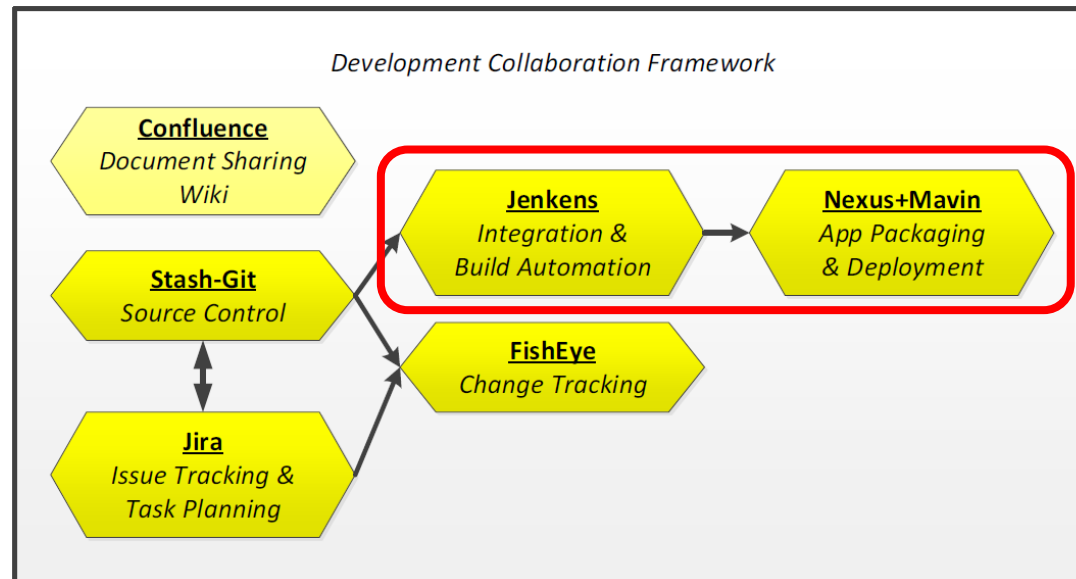 Development Collaboration Framework
Confluence
Document Sharing
Wiki
Jenkens
Integration &
Build Automation
Nexus+Mavin
App Packaging
& Deployment
Stash-Git
Source Control
FishEye
Change Tracking
Jira
Issue Tracking &
Task Planning